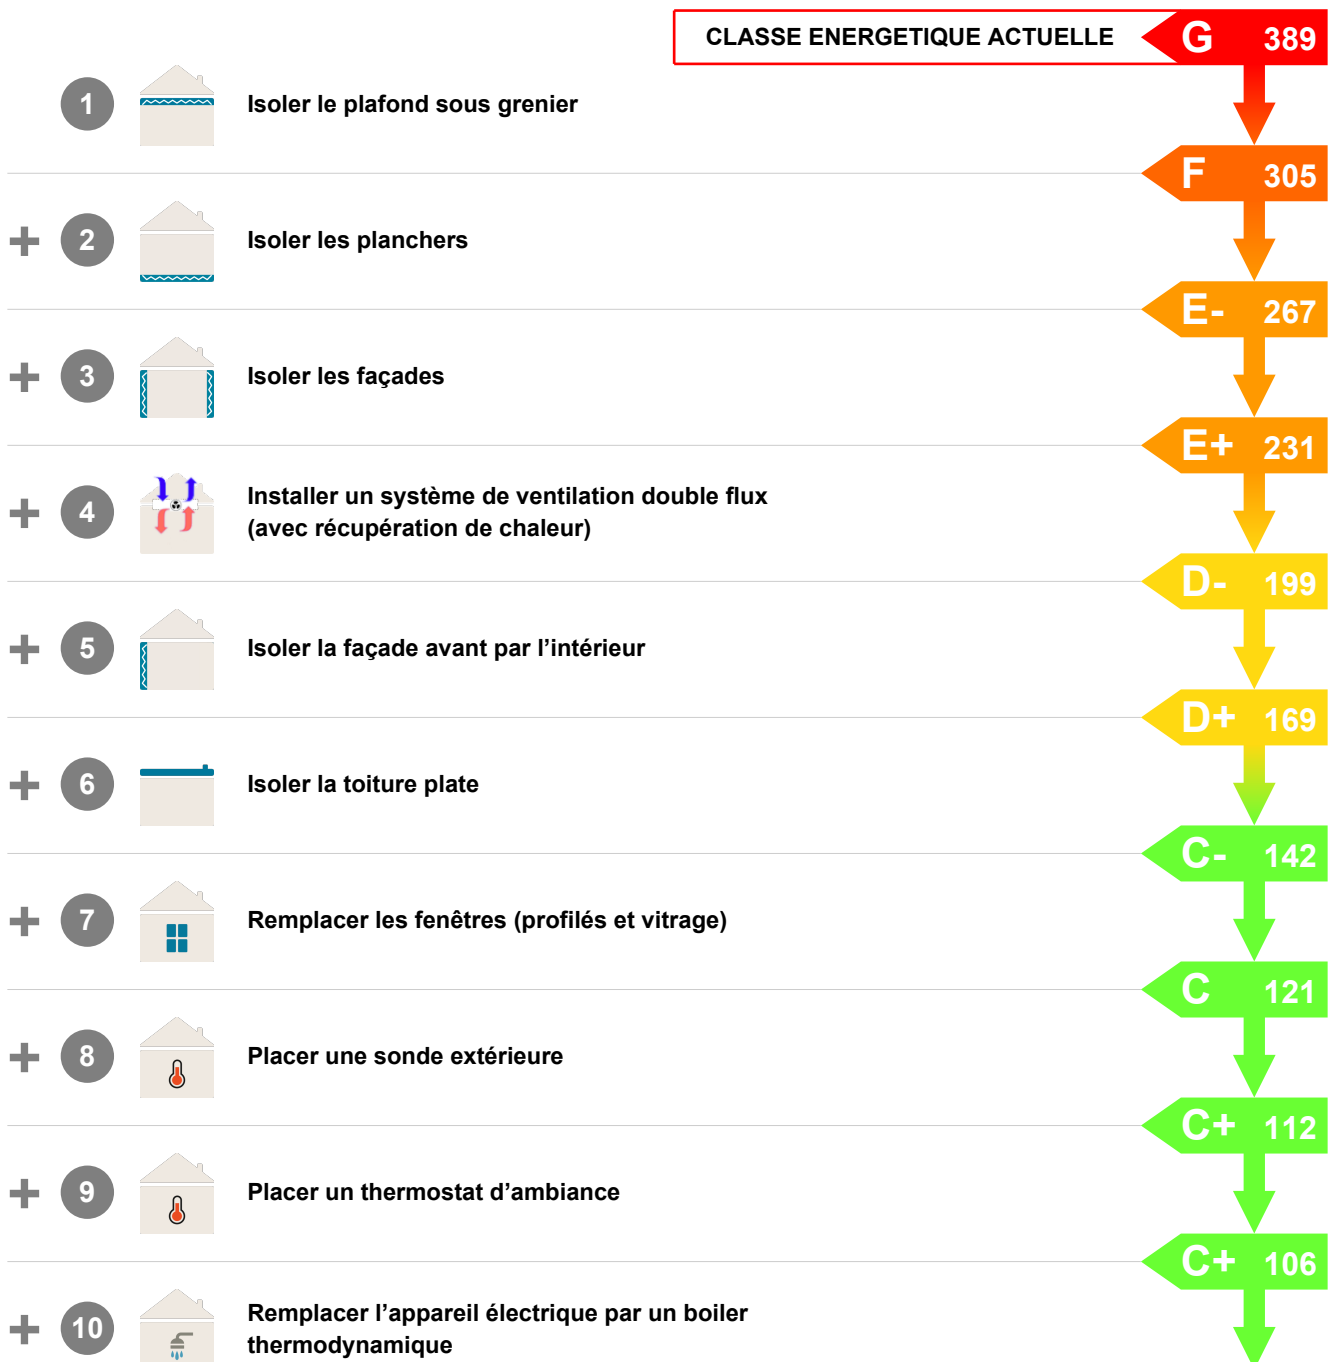 CLASSE ENERGETIQUE ACTUELLE G 389
1 Isoler le plafond sous grenier
F 305
+ 2 Isoler les planchers
E- 267
+ 3 Isoler les façades
E+ 231
+ 4 Installer un système de ventilation double flux
(avec récupération de chaleur)
D- 199
+ 5 Isoler la façade avant par l’intérieur
D+ 169
+ 6 Isoler la toiture plate
C- 142
+ 7 Remplacer les fenêtres (profilés et vitrage)
C 121
+ 8 Placer une sonde extérieure
C+ 112
+ 9 Placer un thermostat d’ambiance
C+ 106
+ 10 Remplacer l’appareil électrique par un boiler
thermodynamique